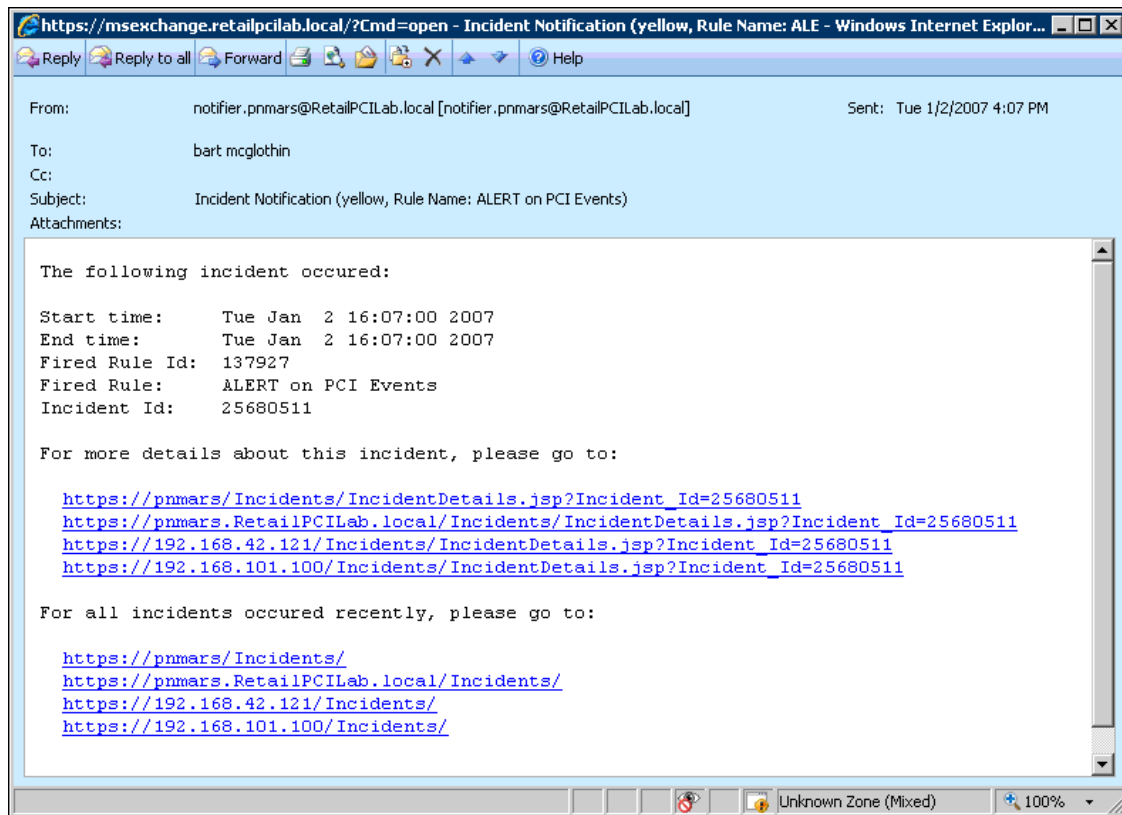 https://msexchange.retailpcilab.local/?Cmd=open - Incident Notification (yellow, Rule Name: ALE - Windows Internet Explor...
Reply Reply to all Forward Help
From: notifier.pnmars@RetailPCILab.local [notifier.pnmars@RetailPCILab.local] Sent: Tue 1/2/2007 4:07 PM
To: bart mcglothin
Cc:
Subject: Incident Notification (yellow, Rule Name: ALERT on PCI Events)
Attachments:
The following incident occured:
Start time: Tue Jan 2 16:07:00 2007
End time: Tue Jan 2 16:07:00 2007
Fired Rule Id: 137927
Fired Rule: ALERT on PCI Events
Incident Id: 25680511
For more details about this incident, please go to:
https://pnmars/Incidents/IncidentDetails.jsp?Incident_Id=25680511
https://pnmars.RetailPCILab.local/Incidents/IncidentDetails.jsp?Incident_Id=25680511
https://192.168.42.121/Incidents/IncidentDetails.jsp?Incident_Id=25680511
https://192.168.101.100/Incidents/IncidentDetails.jsp?Incident_Id=25680511
For all incidents occured recently, please go to:
https://pnmars/Incidents/
https://pnmars.RetailPCILab.local/Incidents/
https://192.168.42.121/Incidents/
https://192.168.101.100/Incidents/
Unknown Zone (Mixed) 100%